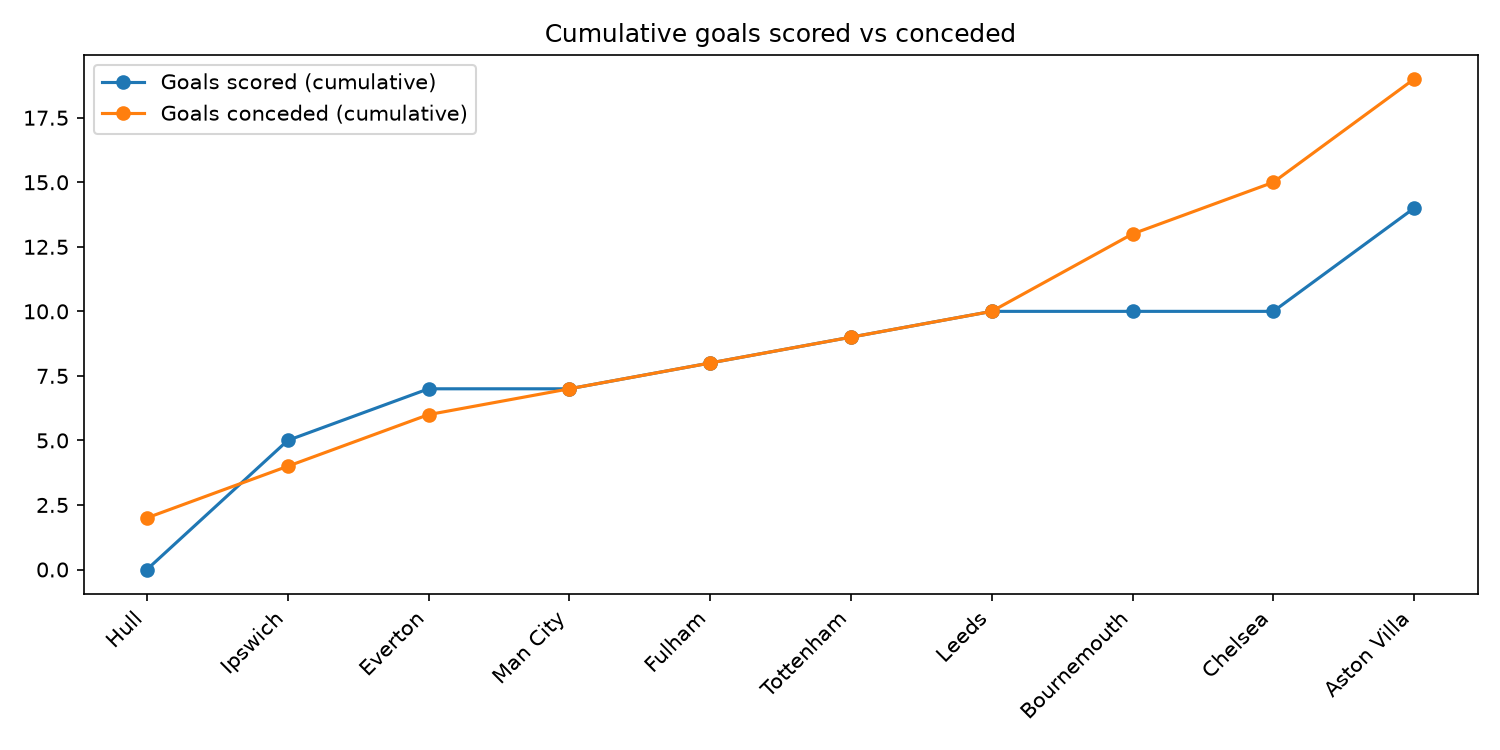 Cumulative goals scored vs conceded
Goals scored (cumulative)
Goals conceded (cumulative)
17.5
15.0
12.5
10.0
7.5
5.0
2.5
0.0
Hull
Ipswich
Everton
Man City
Fulham
Tottenham
Leeds
Bournemouth
Chelsea
Aston Villa